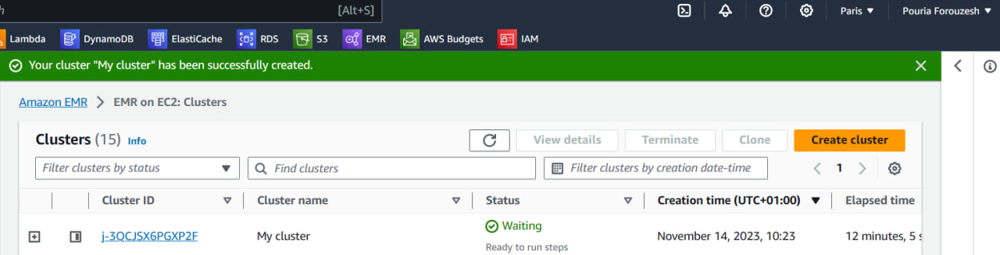 [Alt+S]
Paris ▼ Pouria Forouzesh ▼
Lambda DynamoDB ElastiCache RDS S3 EMR AWS Budgets IAM
Your cluster "My cluster" has been successfully created.
Amazon EMR > EMR on EC2: Clusters
Clusters (15) Info View details Terminate Clone Create cluster
Filter clusters by status Find clusters Filter clusters by creation date-time 1
Cluster ID Cluster name Status Creation time (UTC+01:00) Elapsed time
j-3QCJSX6PGXP2F My cluster Waiting November 14, 2023, 10:23 12 minutes, 5 s
Ready to run steps